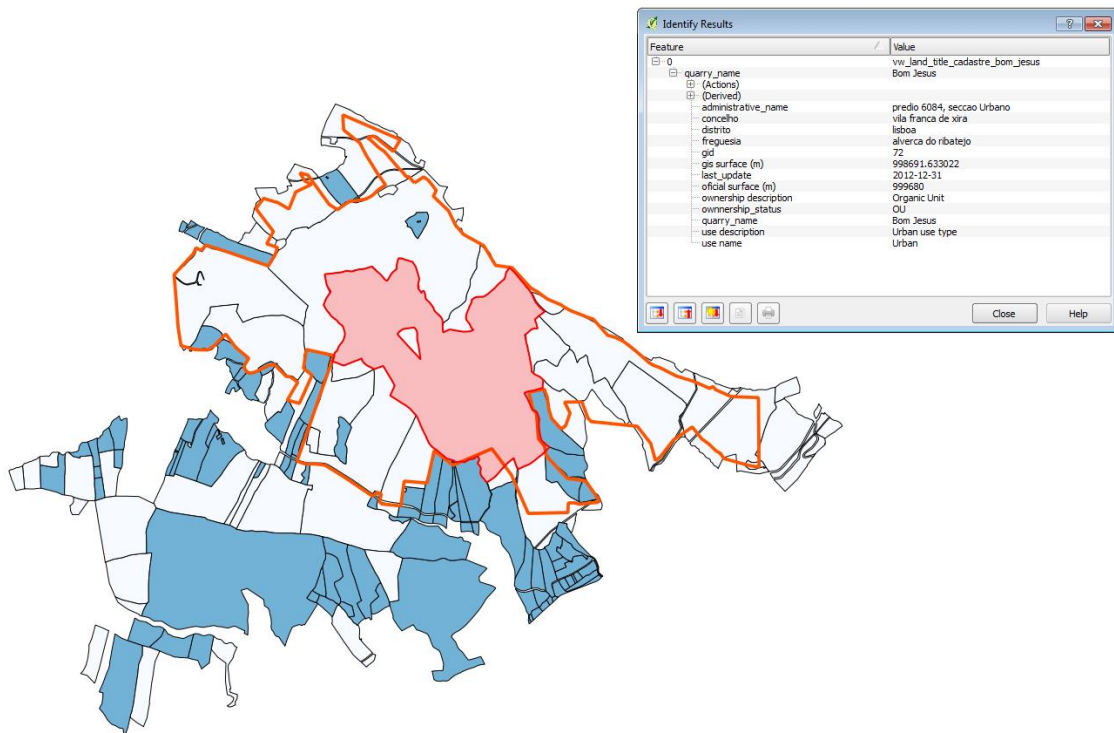 Identify Results
Feature Value
0 vw_land_title_cadastre_bom_jesus
quarry_name Bom Jesus
(Actions)
(Derived)
administrative_name predio 6084, seccao Urbano
concelho vila franca de xira
distrito lisboa
freguesia alverca do ribatejo
gid 72
gis surface (m) 998691.633022
last_update 2012-12-31
oficial surface (m) 999680
ownership description Organic Unit
ownnership_status OU
quarry_name Bom Jesus
use description Urban use type
use name Urban
Close Help